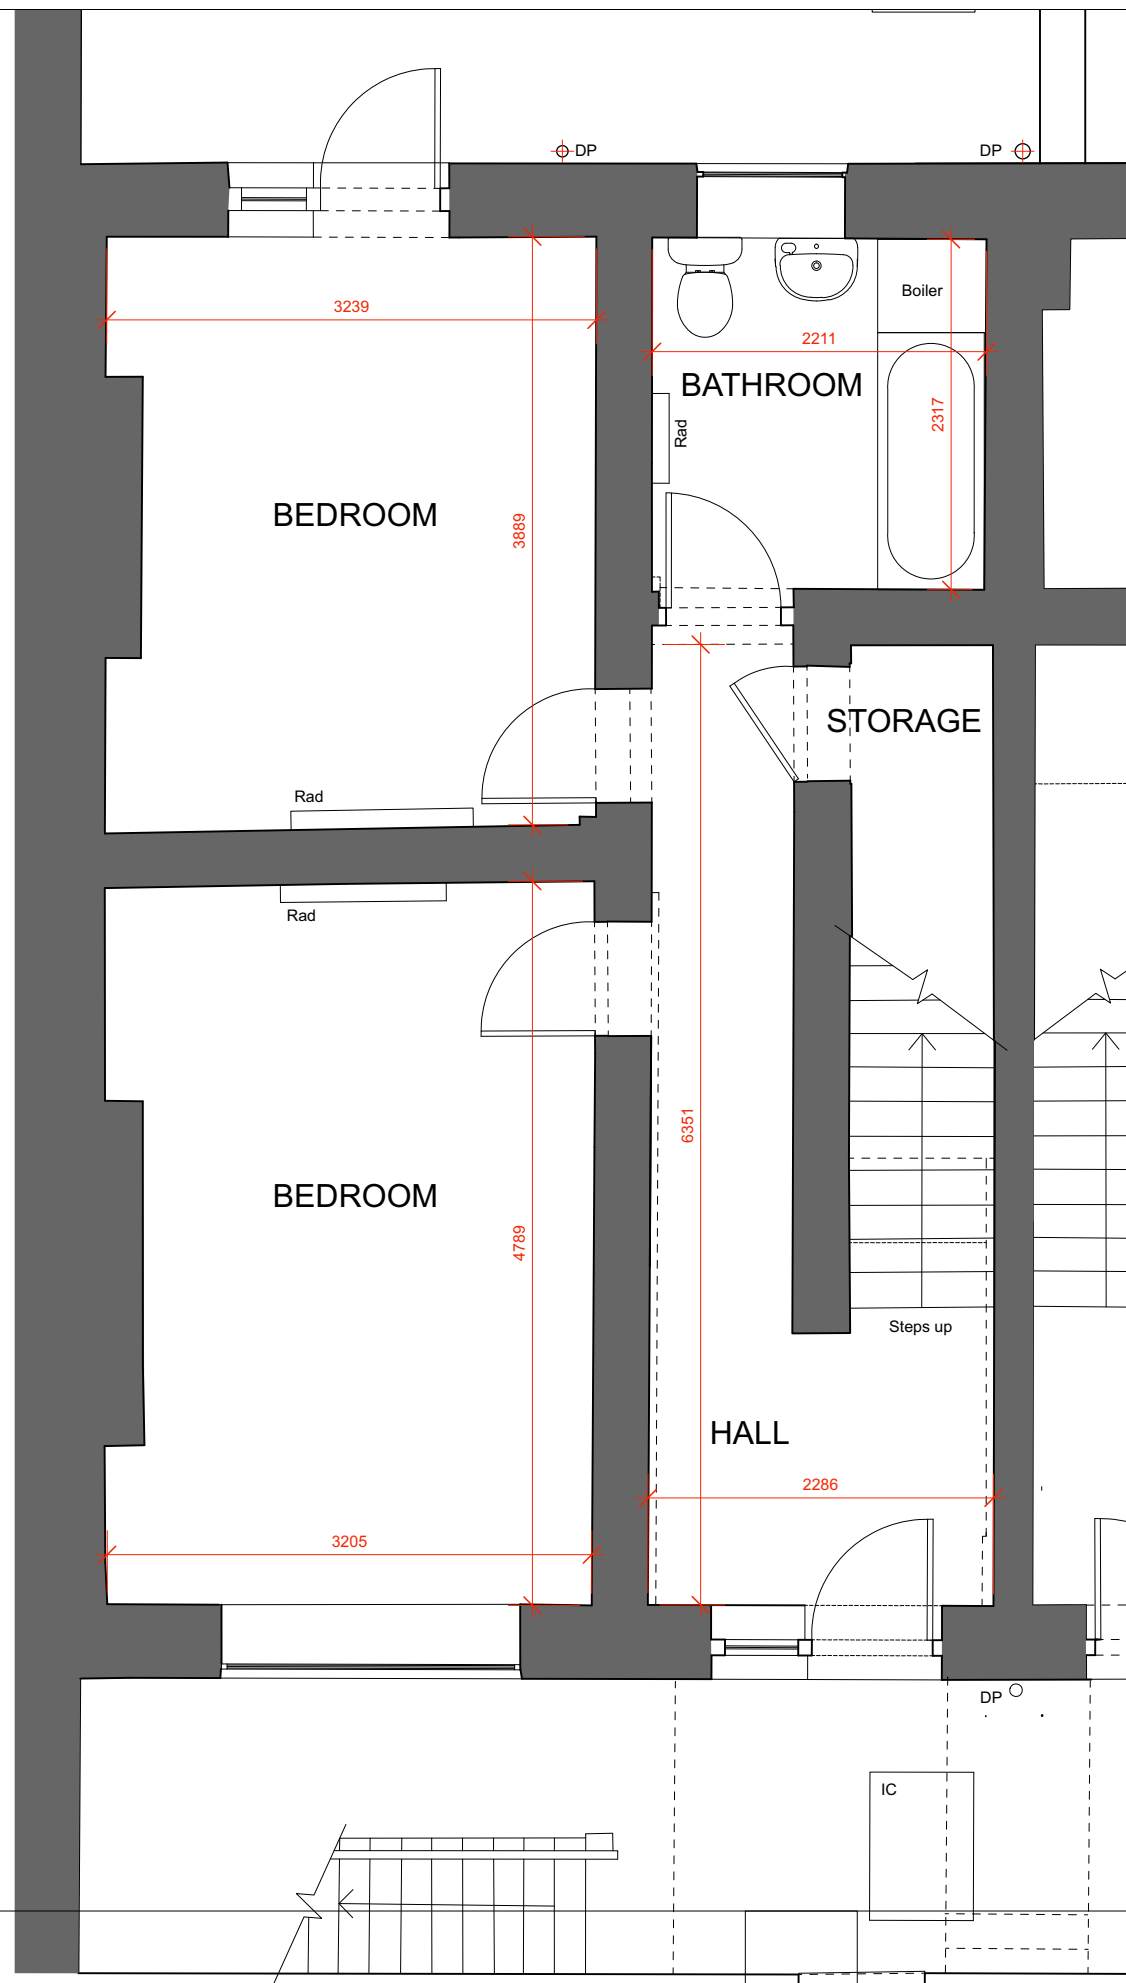 DP
DP
Boiler
3239
2211
BATHROOM
2317
Rad
BEDROOM
3889
STORAGE
Rad
Rad
6351
BEDROOM
4789
Steps up
HALL
2286
3205
DP
IC